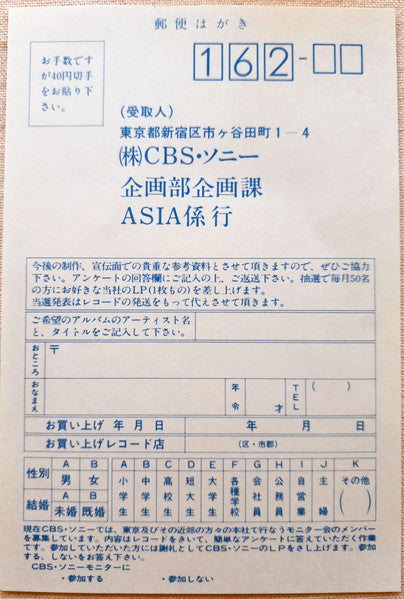 郵便はがき
お手数です
が40円切手
をお貼り下
さい。
162-□□
(受取人)
東京都新宿区市ヶ谷田町1-4
㈱CBS・ソニー
企画部企画課
ASIA係行
今後の制作、宣伝面での貴重な参考資料とさせて頂きますので、ぜひご協力
下さい。アンケートの回答欄にご記入の上、ご返送下さい。抽選で毎月50名
の方にお好きな当社のLP(1枚もの)を差し上げます。
当選発表はレコードの発送をもって代えさせて頂きます。
ご希望のアルバムのアーティスト名
と、タイトルをご記入して下さい。
おところ 〒
おなまえ 年令 才 TEL ( )
お買い上げ 年 月 日 年 月 日
お買い上げレコード店 (区・市郡)
性別 A 男 B 女
結婚 A 未婚 B 既婚
A 小学生 B 中学生 C 高校生 D 短大生 E 大学生 F 各種学校 G 会社員 H 公務員 I 自営業 J 主婦 K その他( )
現在CBS・ソニーでは、東京及びその近郊の方々の本社で行なうモニター会のメンバー
を募集しています。内容はレコードをきいて、簡単なアンケートに答えていただく作業
です。参加していただいた方には謝礼としてCBS・ソニーのLPをさし上げます。参加
する、しないをお答え下さい。
CBS・ソニーモニターに
・参加する ・参加しない